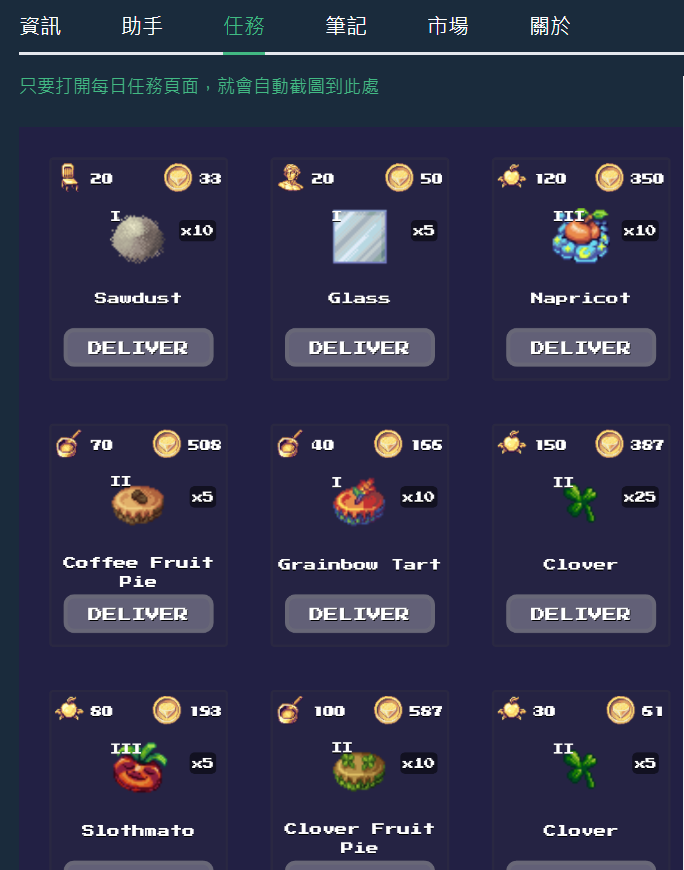 資訊 助手 任務 筆記 市場 關於
只要打開每日任務頁面，就會自動截圖到此處
20 33 20 50 120 350
I x10 I x5 III x10
Sawdust Glass Napricot
DELIVER DELIVER DELIVER
70 508 40 166 150 387
II x5 I x10 II x25
Coffee Fruit Pie Grainbow Tart Clover
DELIVER DELIVER DELIVER
80 193 100 587 30 61
III x5 II x10 II x5
Slothmato Clover Fruit Pie Clover